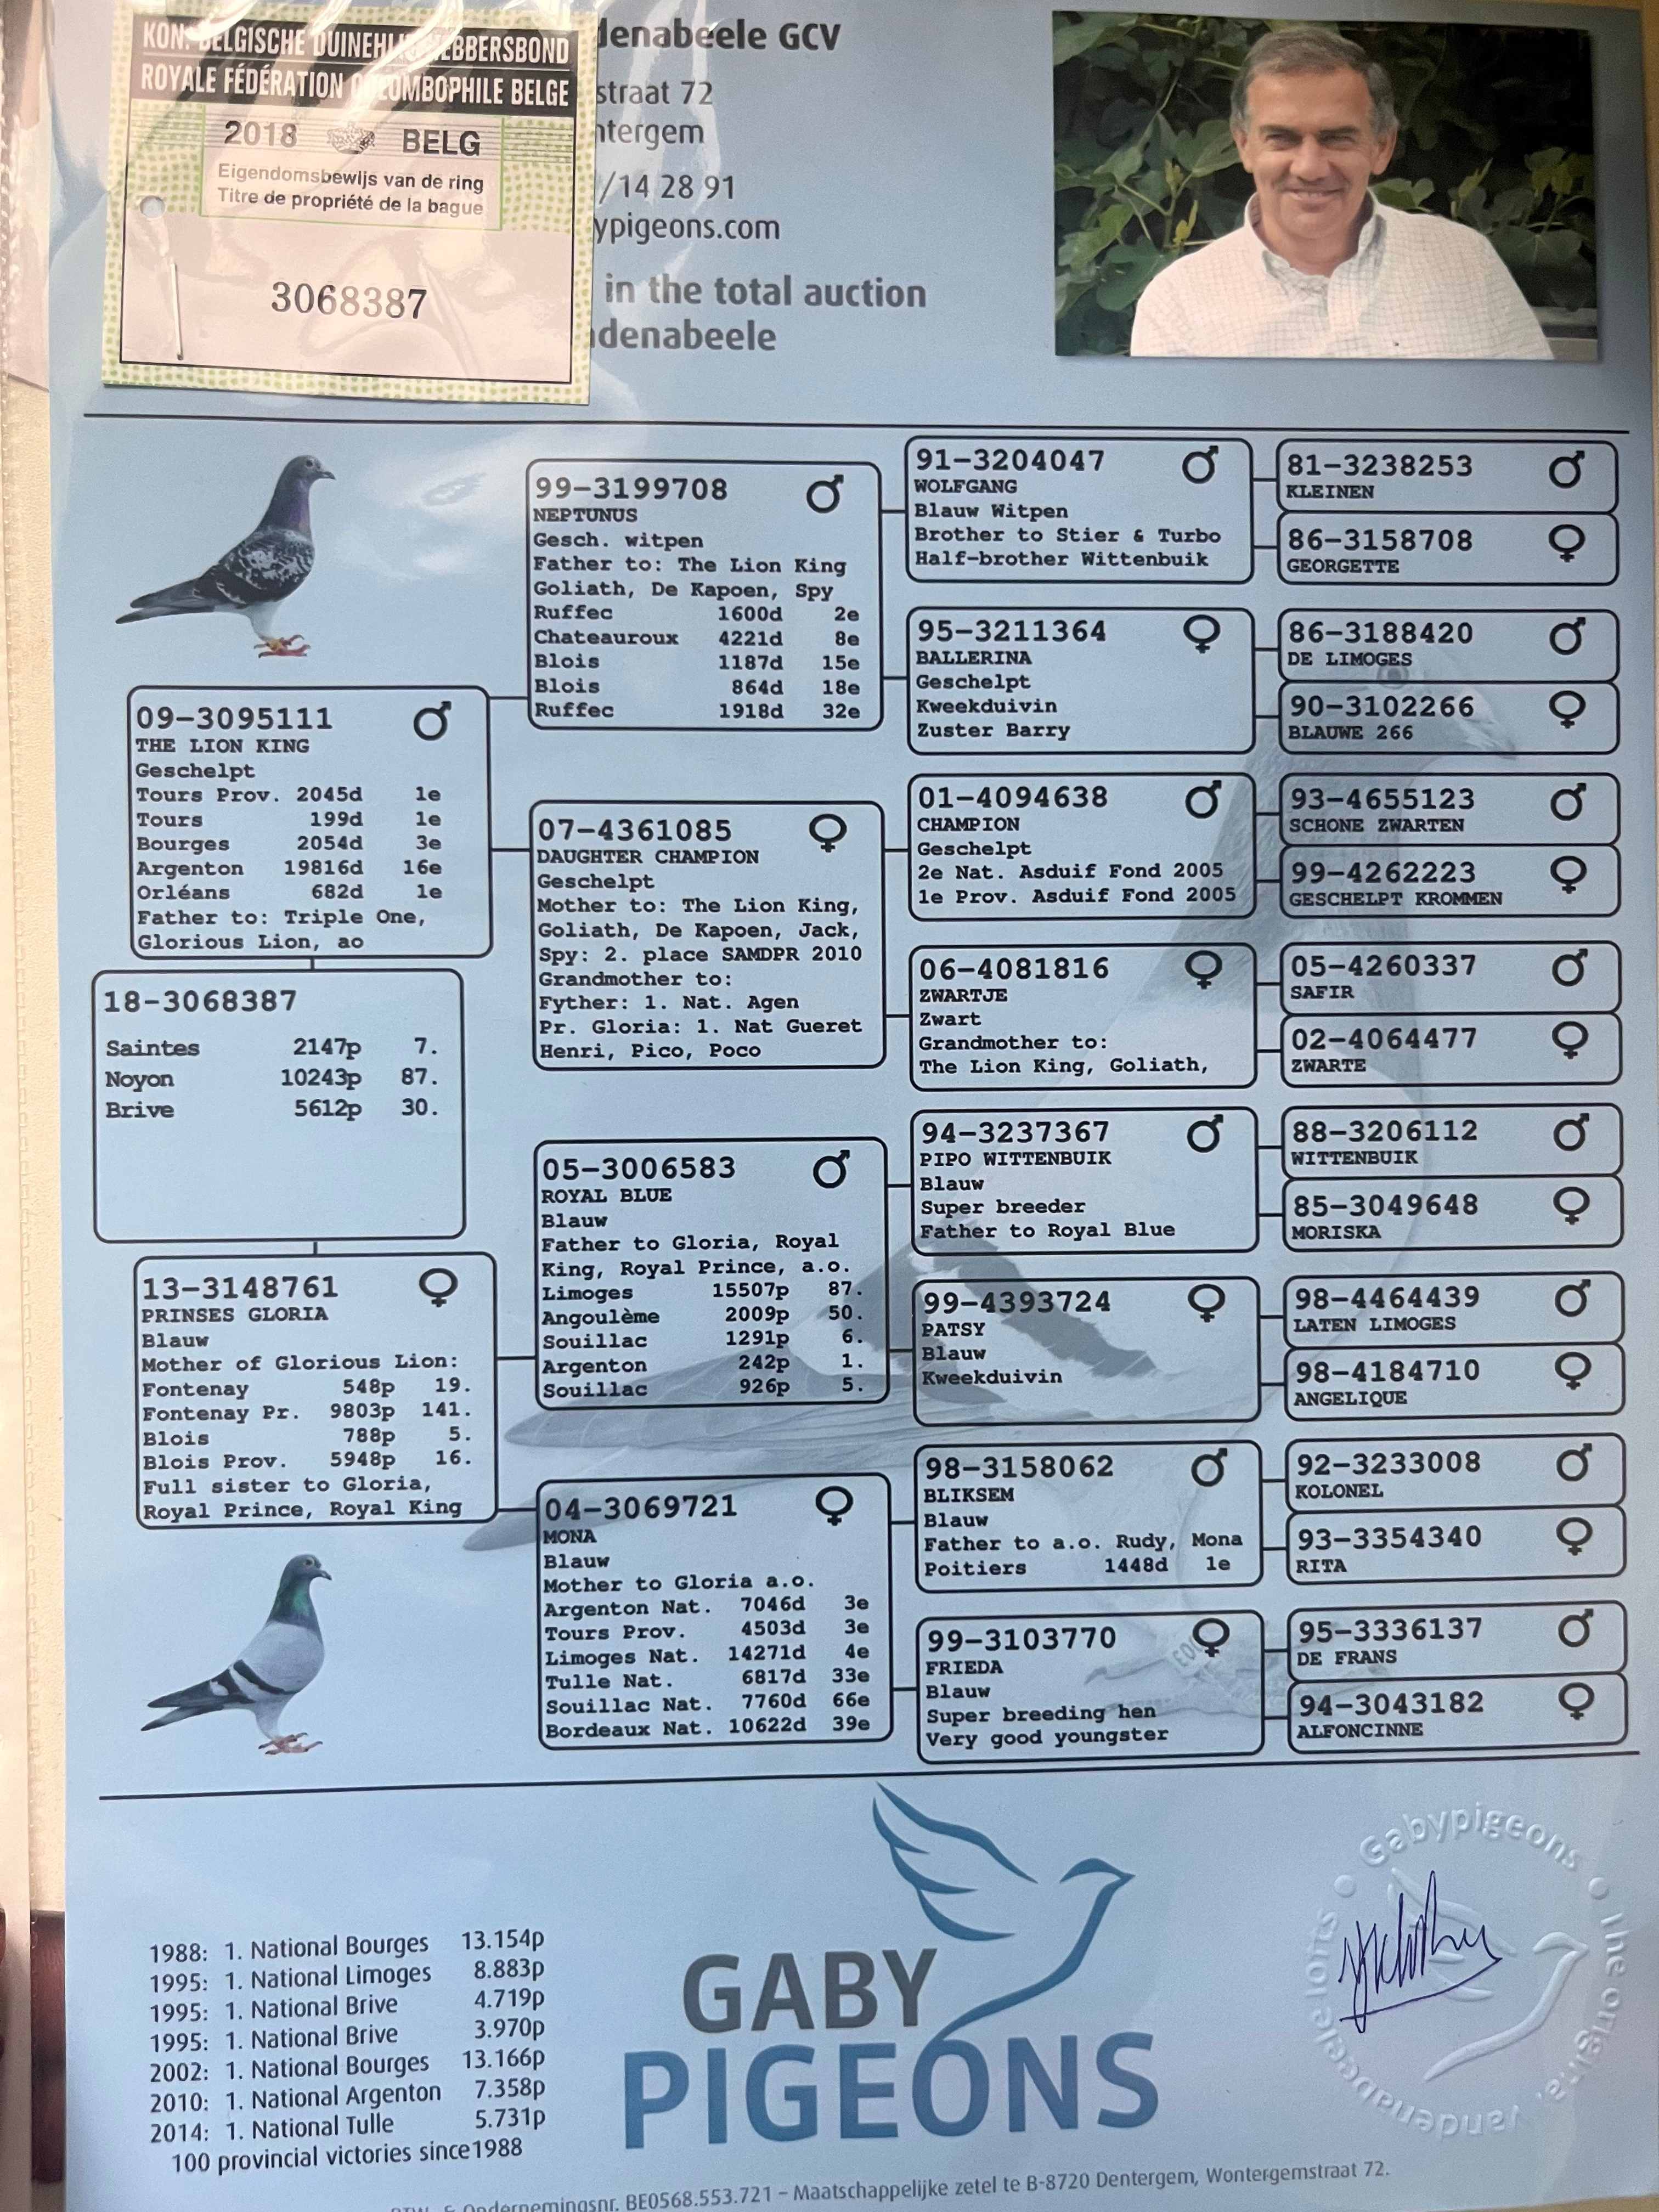 KON. BELGISCHE DUIVENLIEFHEBBERSBOND
ROYALE FÉDÉRATION COLOMBOPHILE BELGE
2018 BELG
Eigendomsbewijs van de ring
Titre de propriété de la bague
3068387
denabeele GCV
straat 72
ntergem
/14 28 91
ypigeons.com
in the total auction
denabeele
09-3095111 ♂
THE LION KING
Geschelpt
Tours Prov. 2045d 1e
Tours 199d 1e
Bourges 2054d 3e
Argenton 19816d 16e
Orléans 682d 1e
Father to: Triple One,
Glorious Lion, ao
18-3068387
Saintes 2147p 7.
Noyon 10243p 87.
Brive 5612p 30.
13-3148761 ♀
PRINSES GLORIA
Blauw
Mother of Glorious Lion:
Fontenay 548p 19.
Fontenay Pr. 9803p 141.
Blois 788p 5.
Blois Prov. 5948p 16.
Full sister to Gloria,
Royal Prince, Royal King
99-3199708 ♂
NEPTUNUS
Gesch. witpen
Father to: The Lion King
Goliath, De Kapoen, Spy
Ruffec 1600d 2e
Chateauroux 4221d 8e
Blois 1187d 15e
Blois 864d 18e
Ruffec 1918d 32e
07-4361085 ♀
DAUGHTER CHAMPION
Geschelpt
Mother to: The Lion King,
Goliath, De Kapoen, Jack,
Spy: 2. place SAMDPR 2010
Grandmother to:
Fyther: 1. Nat. Agen
Pr. Gloria: 1. Nat Gueret
Henri, Pico, Poco
05-3006583 ♂
ROYAL BLUE
Blauw
Father to Gloria, Royal
King, Royal Prince, a.o.
Limoges 15507p 87.
Angoulème 2009p 50.
Souillac 1291p 6.
Argenton 242p 1.
Souillac 926p 5.
04-3069721 ♀
MONA
Blauw
Mother to Gloria a.o.
Argenton Nat. 7046d 3e
Tours Prov. 4503d 3e
Limoges Nat. 14271d 4e
Tulle Nat. 6817d 33e
Souillac Nat. 7760d 66e
Bordeaux Nat. 10622d 39e
91-3204047 ♂
WOLFGANG
Blauw Witpen
Brother to Stier & Turbo
Half-brother Wittenbuik
95-3211364 ♀
BALLERINA
Geschelpt
Kweekduivin
Zuster Barry
01-4094638 ♂
CHAMPION
Geschelpt
2e Nat. Asduif Fond 2005
1e Prov. Asduif Fond 2005
06-4081816 ♀
ZWARTJE
Zwart
Grandmother to:
The Lion King, Goliath,
94-3237367 ♂
PIPO WITTENBUIK
Blauw
Super breeder
Father to Royal Blue
99-4393724 ♀
PATSY
Blauw
Kweekduivin
98-3158062 ♂
BLIKSEM
Blauw
Father to a.o. Rudy, Mona
Poitiers 1448d 1e
99-3103770 ♀
FRIEDA
Blauw
Super breeding hen
Very good youngster
81-3238253 ♂
KLEINEN
86-3158708 ♀
GEORGETTE
86-3188420 ♂
DE LIMOGES
90-3102266 ♀
BLAUWE 266
93-4655123 ♂
SCHONE ZWARTEN
99-4262223 ♀
GESCHELPT KROMMEN
05-4260337 ♂
SAFIR
02-4064477 ♀
ZWARTE
88-3206112 ♂
WITTENBUIK
85-3049648 ♀
MORISKA
98-4464439 ♂
LATEN LIMOGES
98-4184710 ♀
ANGELIQUE
92-3233008 ♂
KOLONEL
93-3354340 ♀
RITA
95-3336137 ♂
DE FRANS
94-3043182 ♀
ALFONCINNE
1988: 1. National Bourges 13.154p
1995: 1. National Limoges 8.883p
1995: 1. National Brive 4.719p
1995: 1. National Brive 3.970p
2002: 1. National Bourges 13.166p
2010: 1. National Argenton 7.358p
2014: 1. National Tulle 5.731p
100 provincial victories since1988
GABY
PIGEONS
Gabypigeons • The original Vandenabeele lofts •
Ondernemingsnr. BE0568.553.721 – Maatschappelijke zetel te B-8720 Dentergem, Wontergemstraat 72.